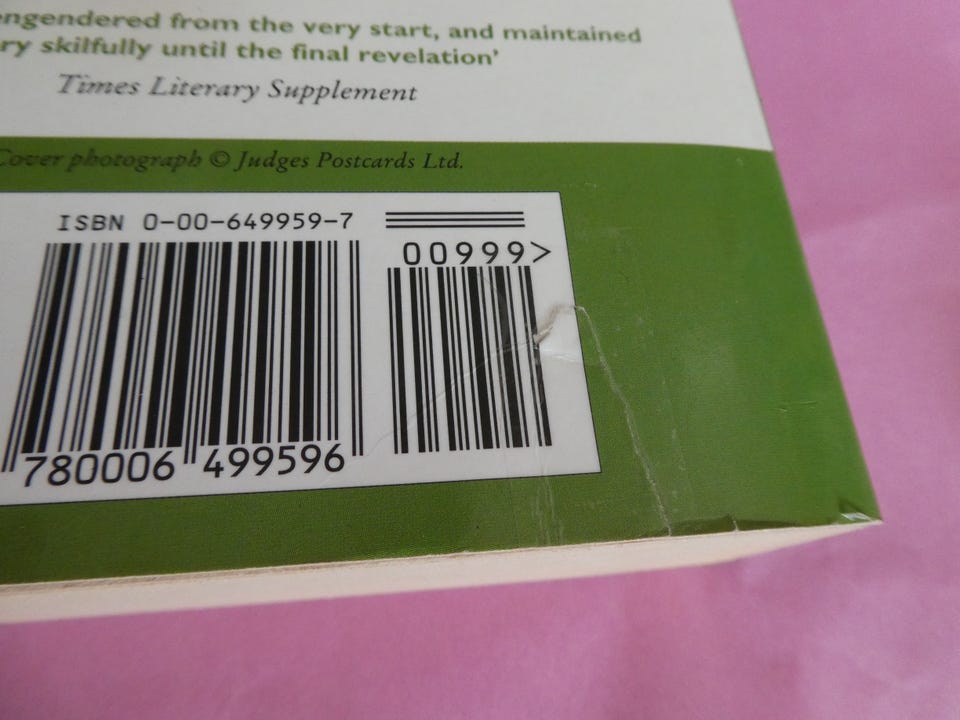 engendered from the very start, and maintained
ry skilfully until the final revelation'
Times Literary Supplement
Cover photograph © Judges Postcards Ltd.
ISBN 0-00-649959-7
00999>
780006 499596